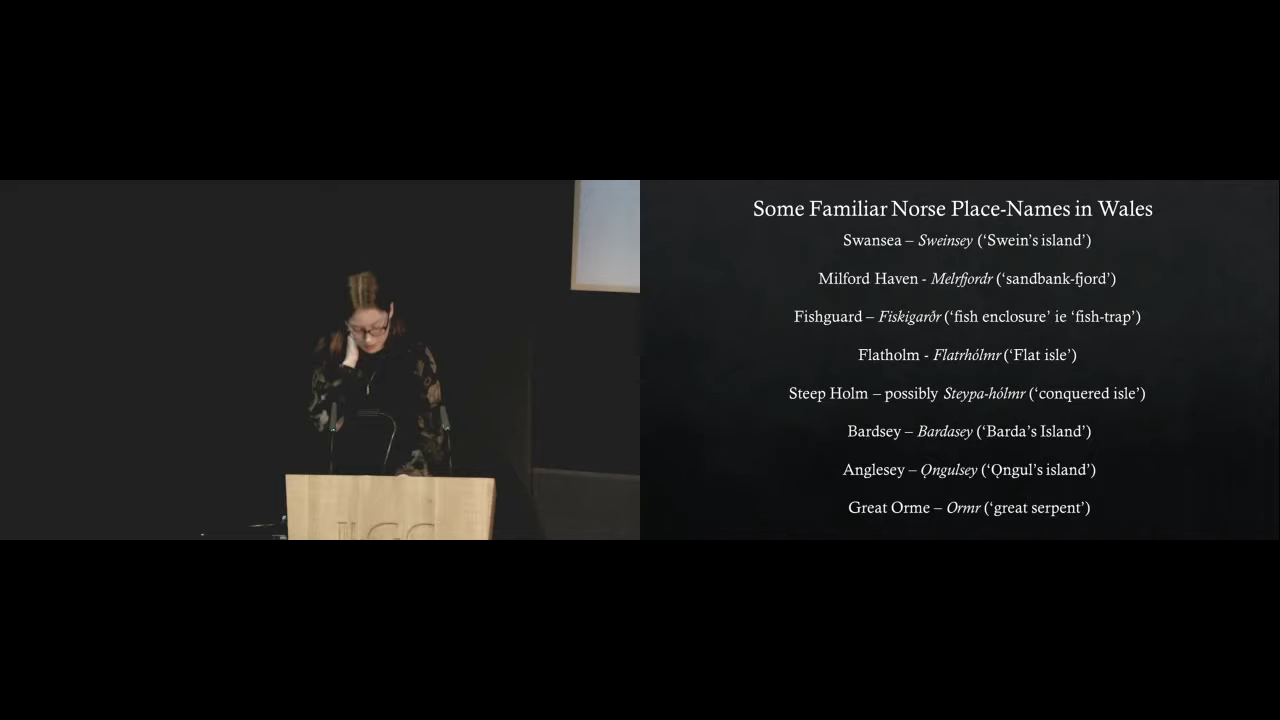 Some Familiar Norse Place-Names in Wales
Swansea – Sweinsey (‘Swein’s island’)
Milford Haven - Melrfjordr (‘sandbank-fjord’)
Fishguard – Fiskigarðr (‘fish enclosure’ ie ‘fish-trap’)
Flatholm - Flatrhólmr (‘Flat isle’)
Steep Holm – possibly Steypa-hólmr (‘conquered isle’)
Bardsey – Bardasey (‘Barda’s Island’)
Anglesey – Ǫngulsey (‘Ǫngul’s island’)
Great Orme – Ormr (‘great serpent’)